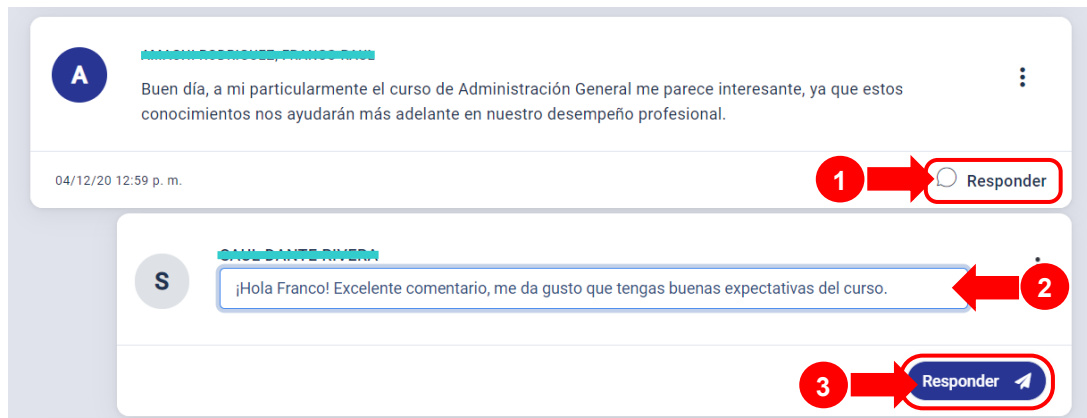 A
Buen día, a mi particularmente el curso de Administración General me parece interesante, ya que estos
conocimientos nos ayudarán más adelante en nuestro desempeño profesional.
04/12/20 12:59 p. m.
1
Responder
S
¡Hola Franco! Excelente comentario, me da gusto que tengas buenas expectativas del curso.
2
3
Responder